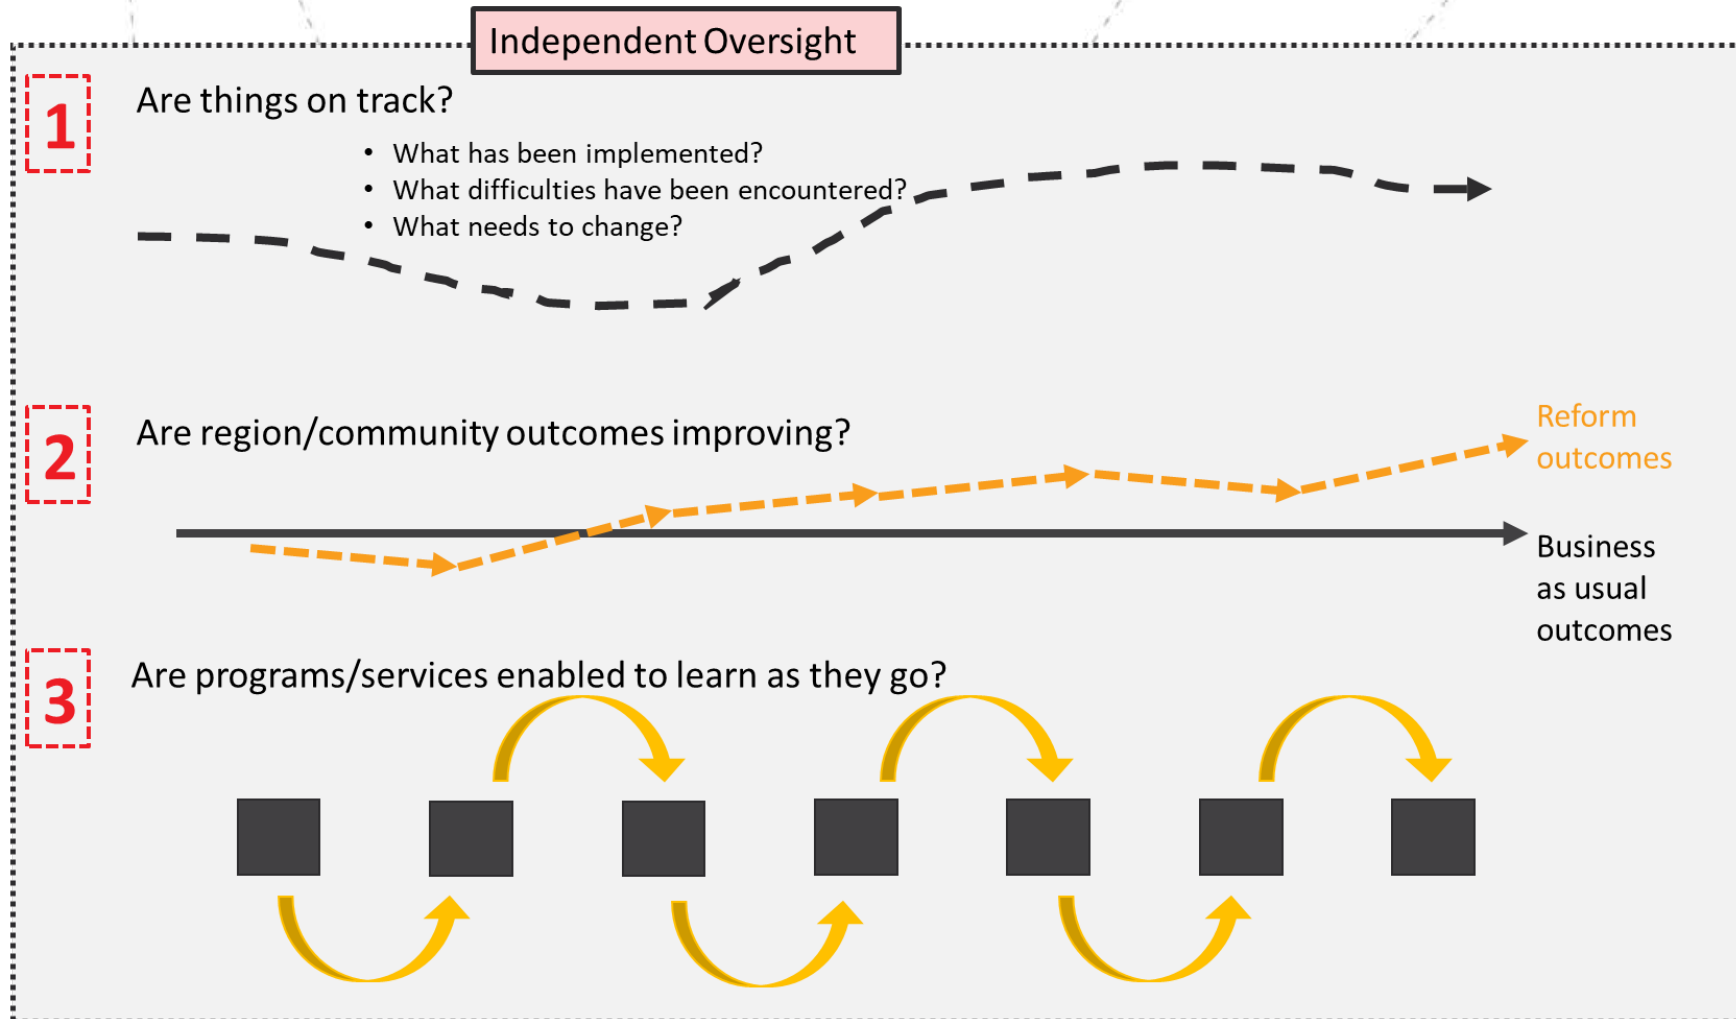 Independent Oversight
1
Are things on track?
• What has been implemented?
• What difficulties have been encountered?
• What needs to change?
2
Are region/community outcomes improving?
Reform
outcomes
Business
as usual
outcomes
3
Are programs/services enabled to learn as they go?